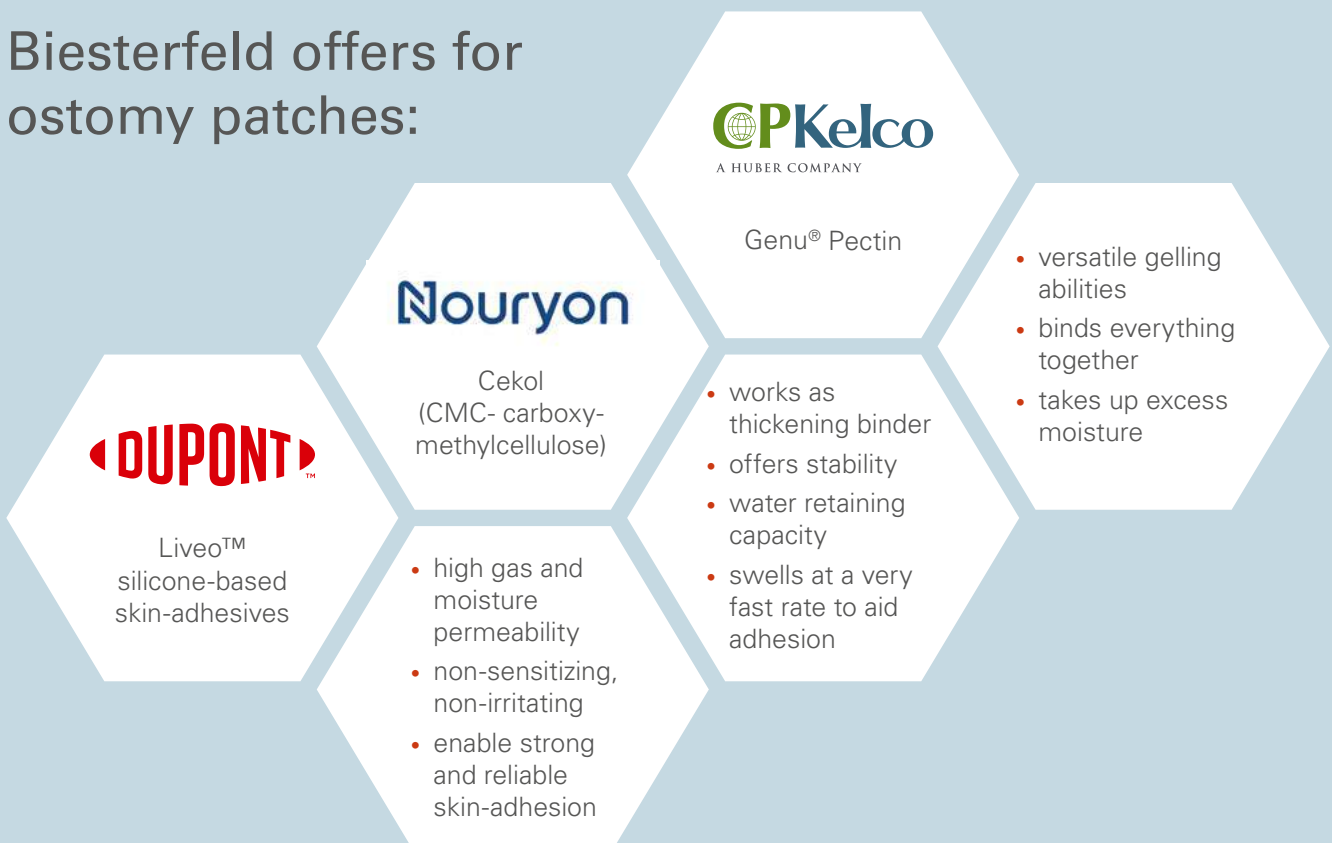 Biesterfeld offers for
ostomy patches:
CPKelco
A HUBER COMPANY
Genu® Pectin
• versatile gelling
abilities
• binds everything
together
• takes up excess
moisture
Nouryon
Cekol
(CMC- carboxy-
methylcellulose)
• works as
thickening binder
• offers stability
• water retaining
capacity
• swells at a very
fast rate to aid
adhesion
DUPONT™
Liveo™
silicone-based
skin-adhesives
• high gas and
moisture
permeability
• non-sensitizing,
non-irritating
• enable strong
and reliable
skin-adhesion